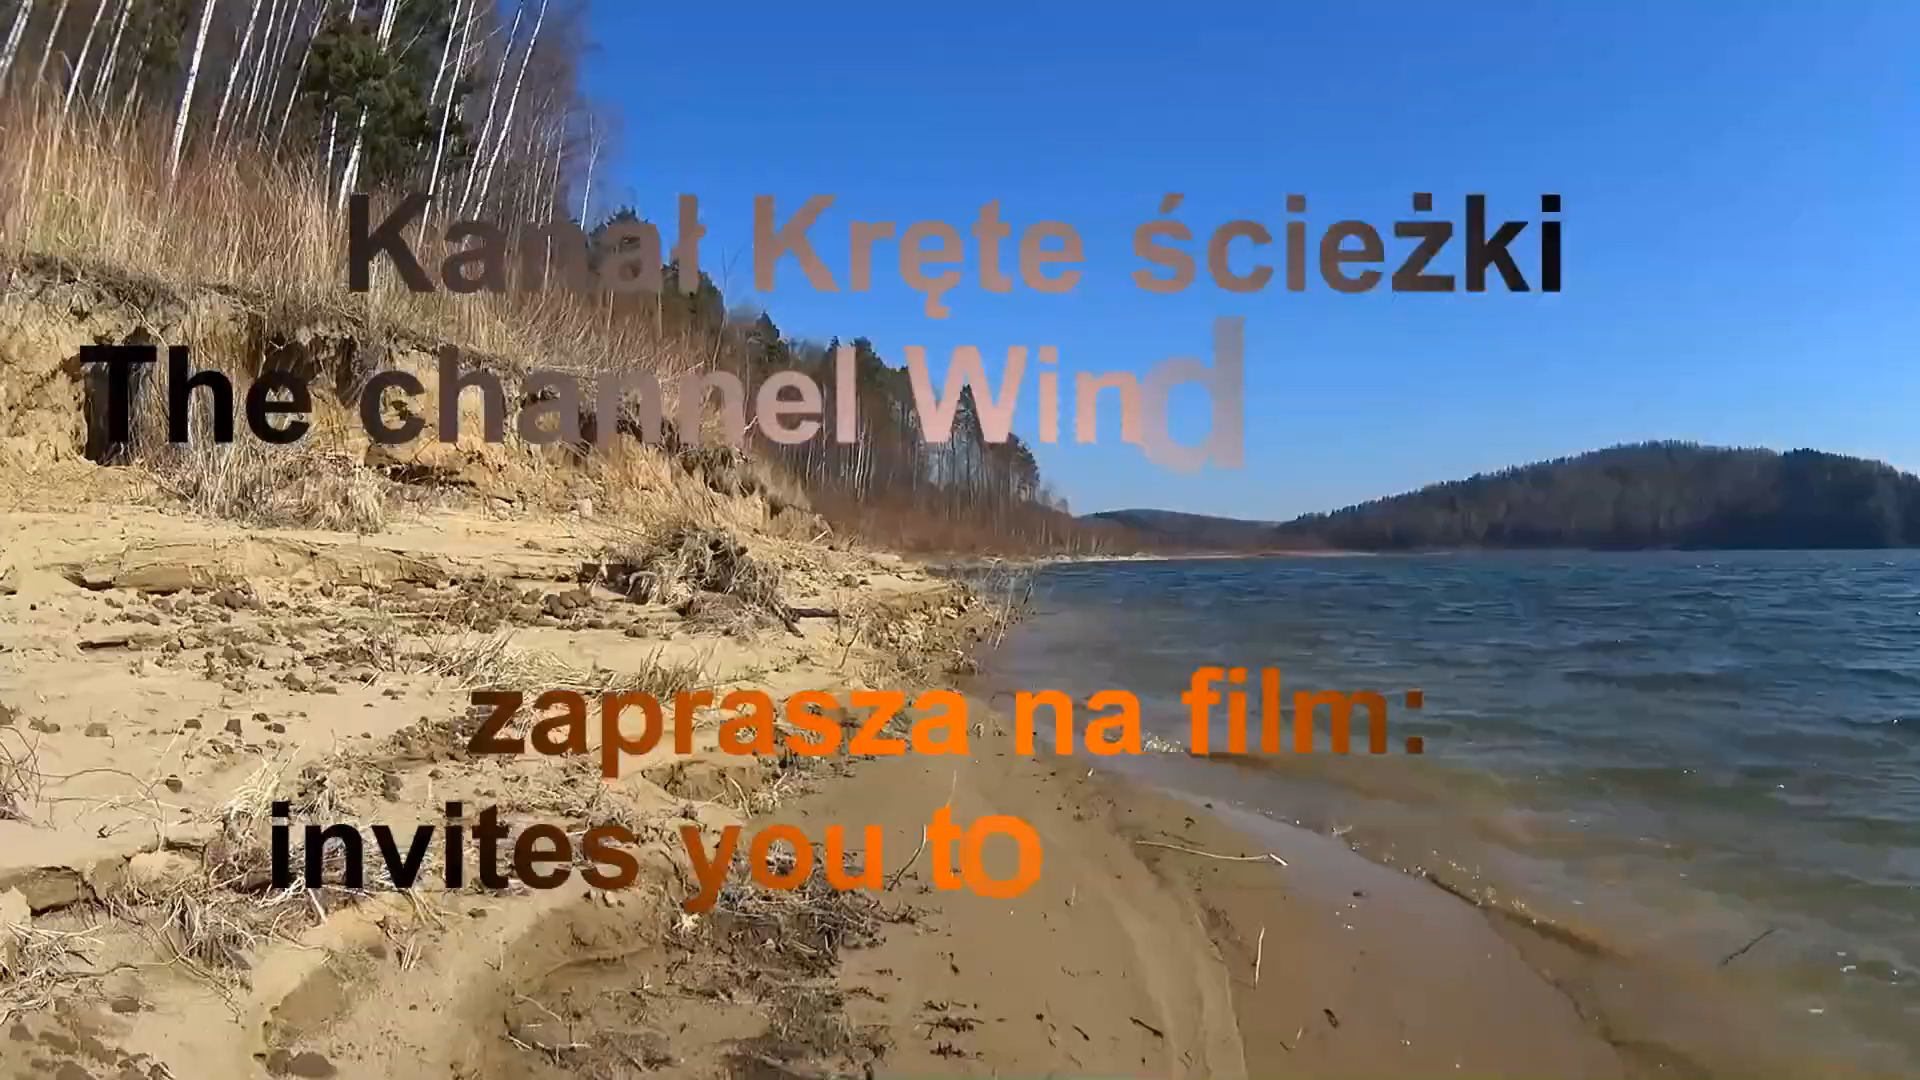 Kanał Kręte ścieżki
The channel Wind
zaprasza na film:
invites you to